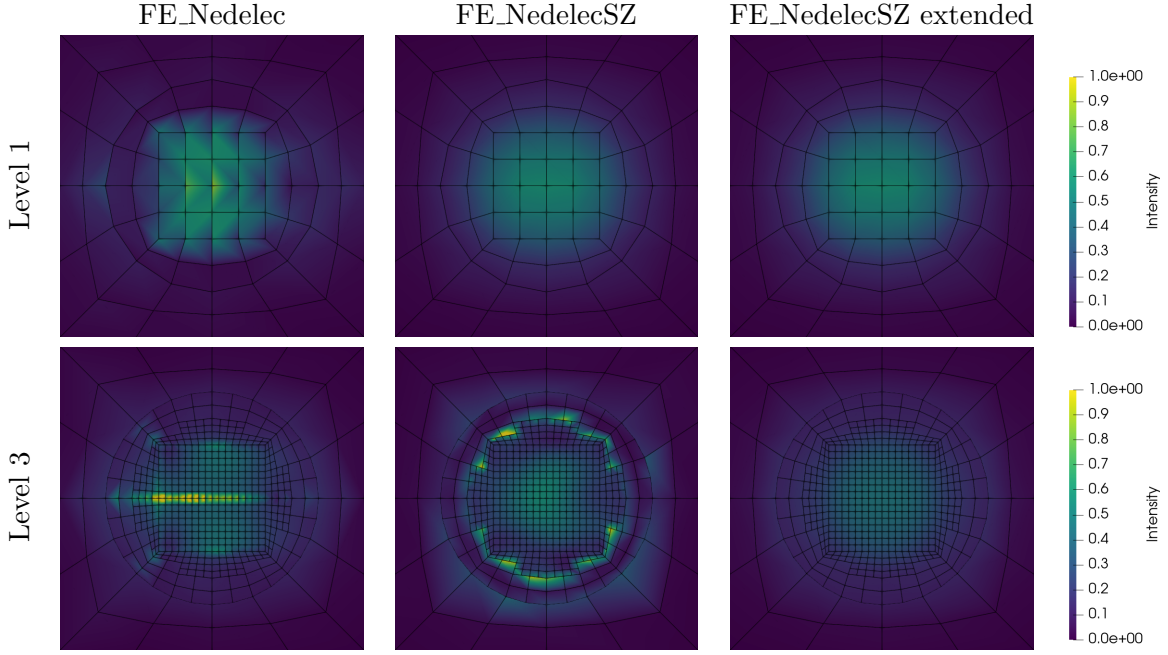 FE_Nedelec
FE_NedelecSZ
FE_NedelecSZ extended
Level 1
1.0e+00
0.9
0.8
0.7
0.6
0.5
0.4
0.3
0.2
0.1
0.0e+00
Intensity
Level 3
1.0e+00
0.9
0.8
0.7
0.6
0.5
0.4
0.3
0.2
0.1
0.0e+00
Intensity